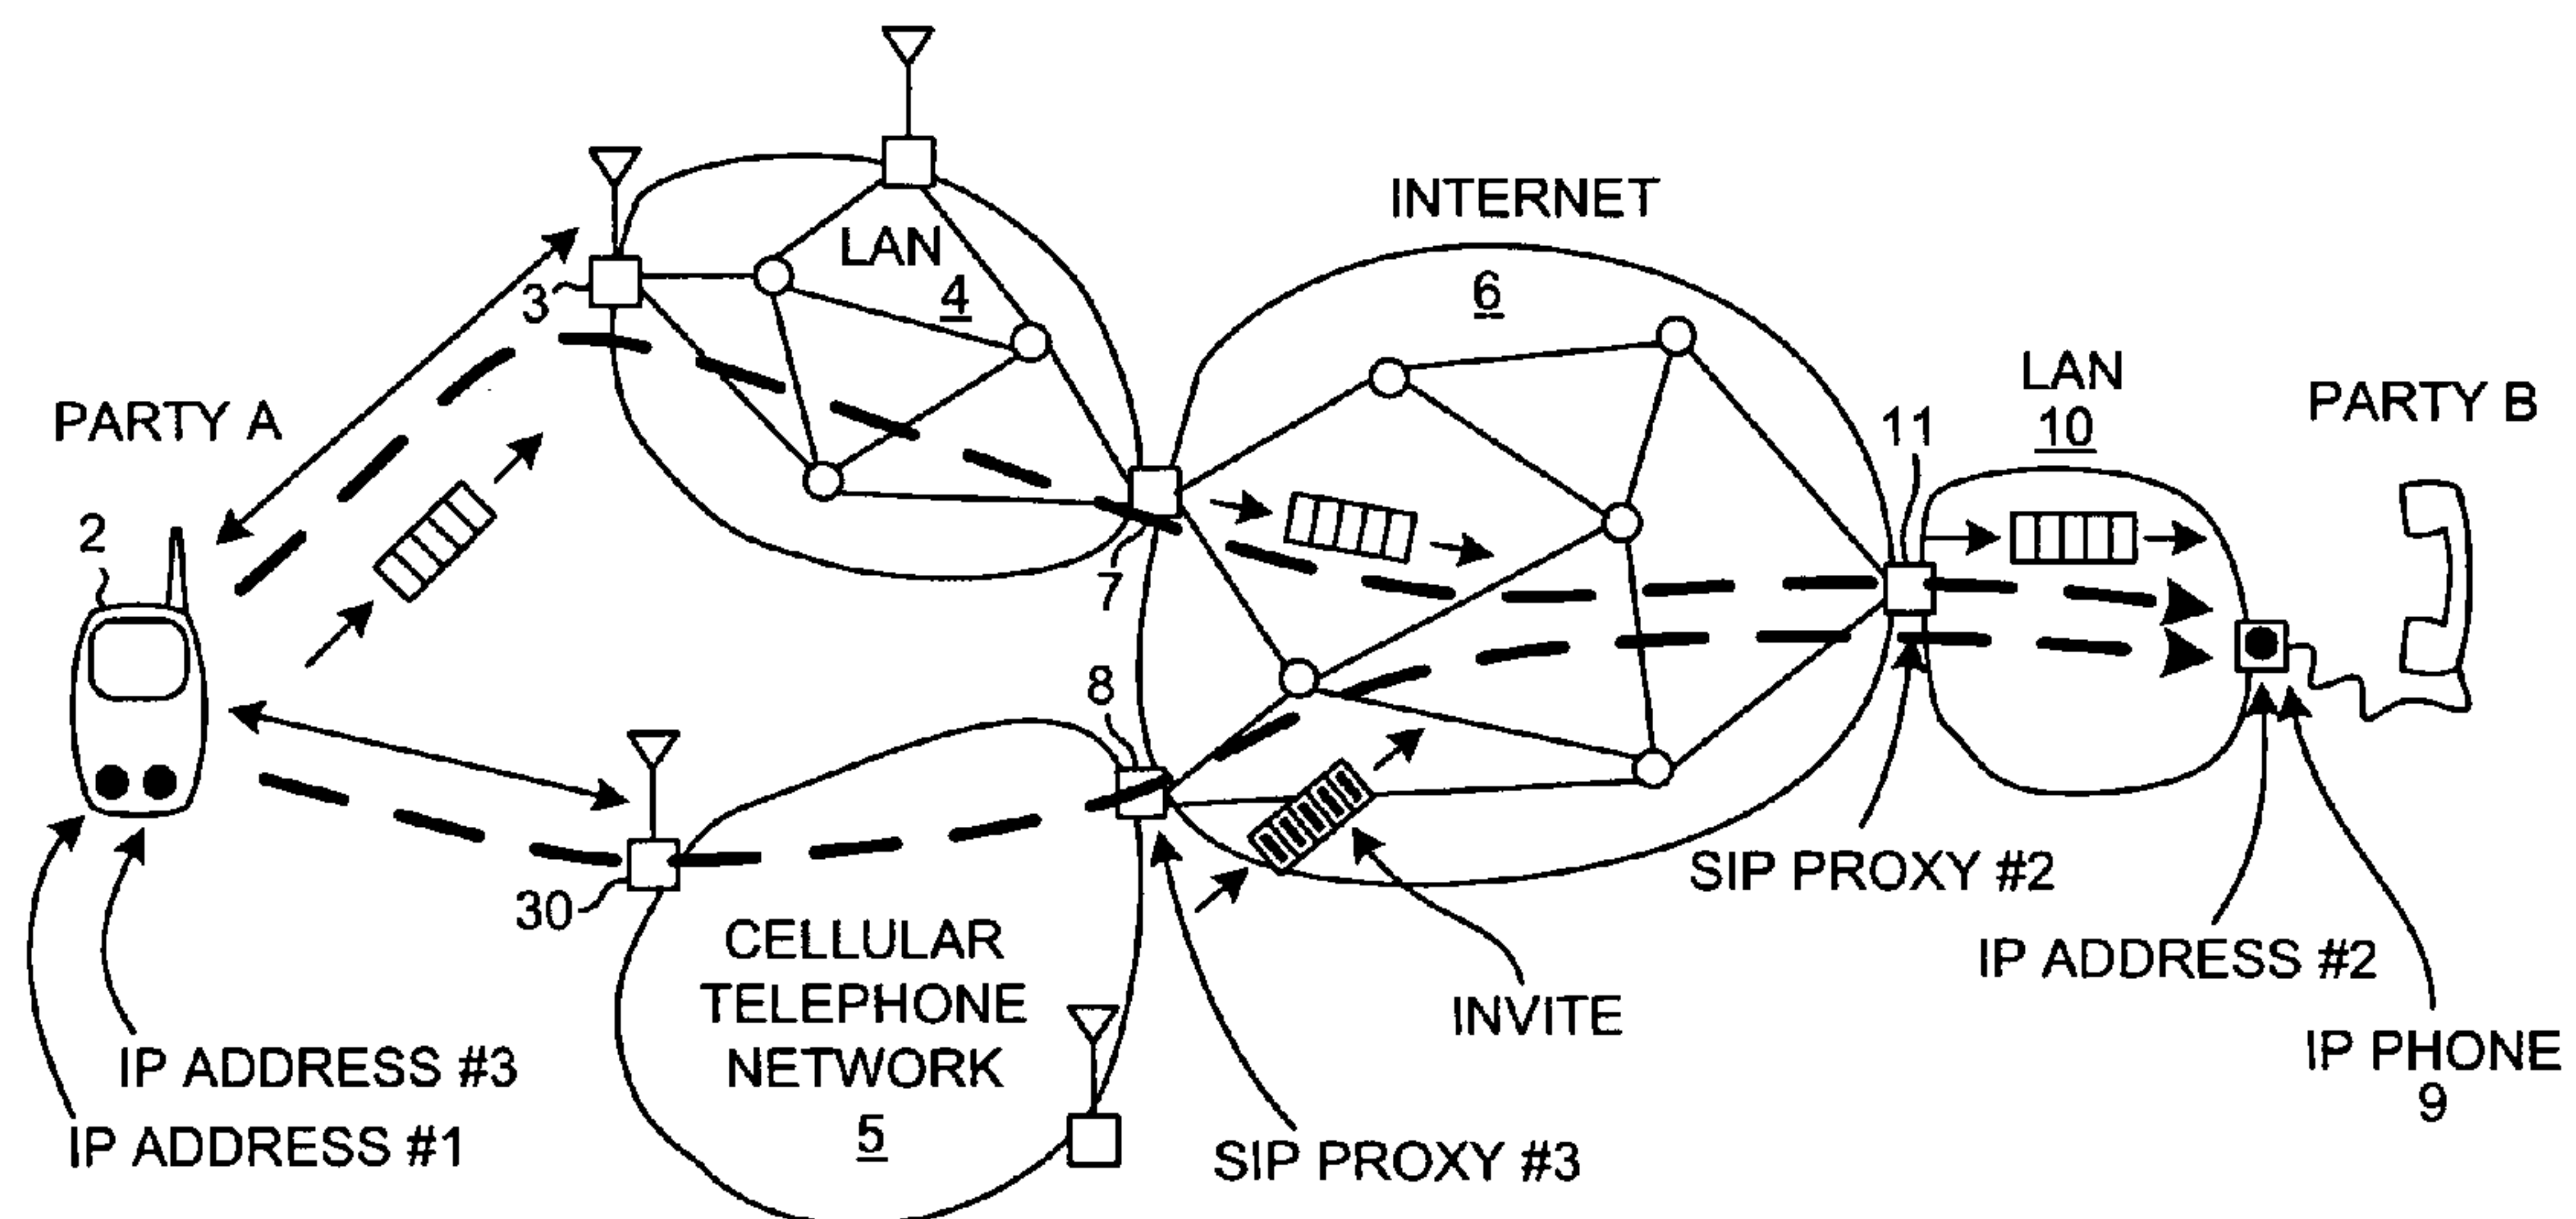 INTERNET
6
LAN
4
3
LAN
10
PARTY A
PARTY B
11
2
7
8
30
CELLULAR
TELEPHONE
NETWORK
5
SIP PROXY #2
IP ADDRESS #2
INVITE
IP PHONE
9
IP ADDRESS #3
IP ADDRESS #1
SIP PROXY #3